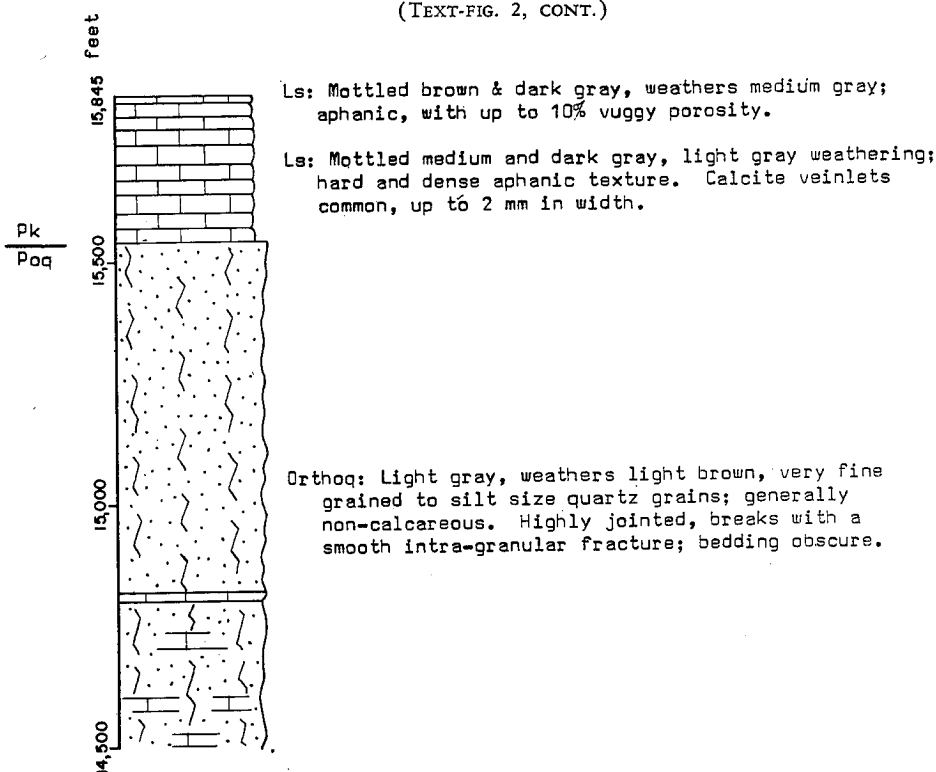 (TEXT-FIG. 2, CONT.)
feet
15,845
Ls: Mottled brown & dark gray, weathers medium gray;
aphanic, with up to 10% vuggy porosity.
Ls: Mottled medium and dark gray, light gray weathering;
hard and dense aphanic texture. Calcite veinlets
common, up to 2 mm in width.
Pk
Poq
15,500
Orthoq: Light gray, weathers light brown, very fine
grained to silt size quartz grains; generally
non-calcareous. Highly jointed, breaks with a
smooth intra-granular fracture; bedding obscure.
15,000
14,500